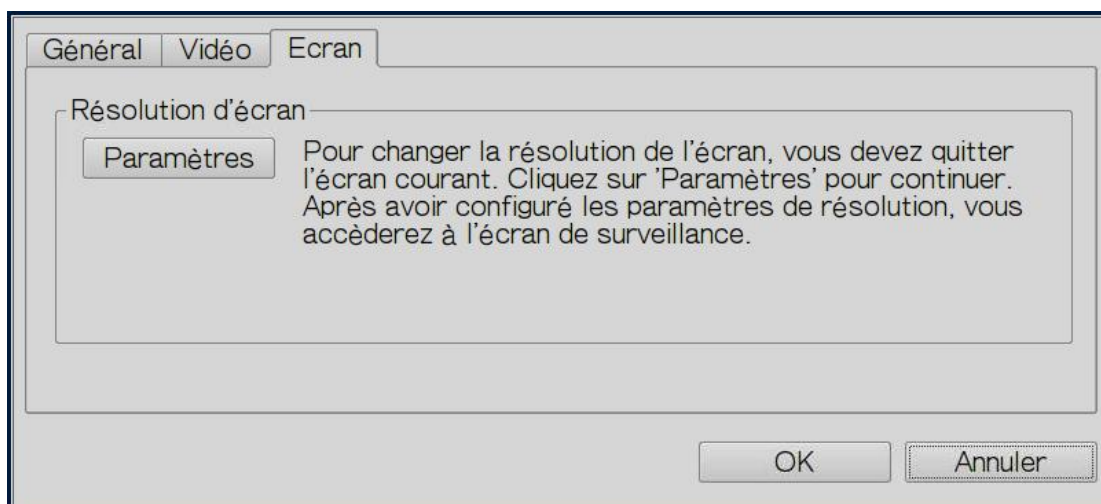 Général Vidéo Ecran
Résolution d'écran
Paramètres
Pour changer la résolution de l'écran, vous devez quitter
l'écran courant. Cliquez sur 'Paramètres' pour continuer.
Après avoir configuré les paramètres de résolution, vous
accèderez à l'écran de surveillance.
OK Annuler